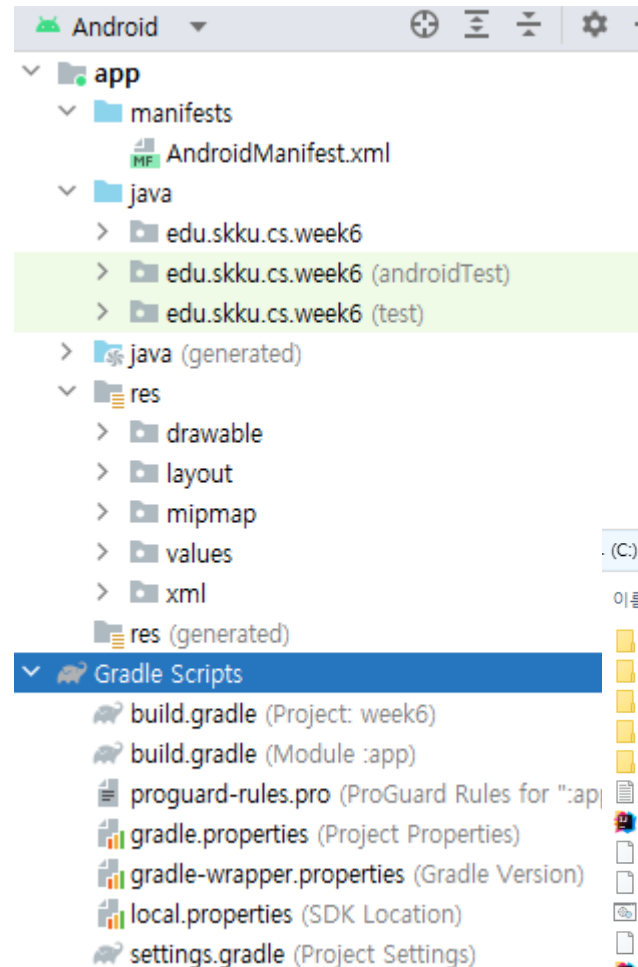 Android
app
manifests
MF AndroidManifest.xml
java
edu.skku.cs.week6
edu.skku.cs.week6 (androidTest)
edu.skku.cs.week6 (test)
java (generated)
res
drawable
layout
mipmap
values
(C:)
xml
res (generated)
Gradle Scripts
build.gradle (Project: week6)
build.gradle (Module :app)
proguard-rules.pro (ProGuard Rules for ":app
gradle.properties (Project Properties)
gradle-wrapper.properties (Gradle Version)
local.properties (SDK Location)
settings.gradle (Project Settings)